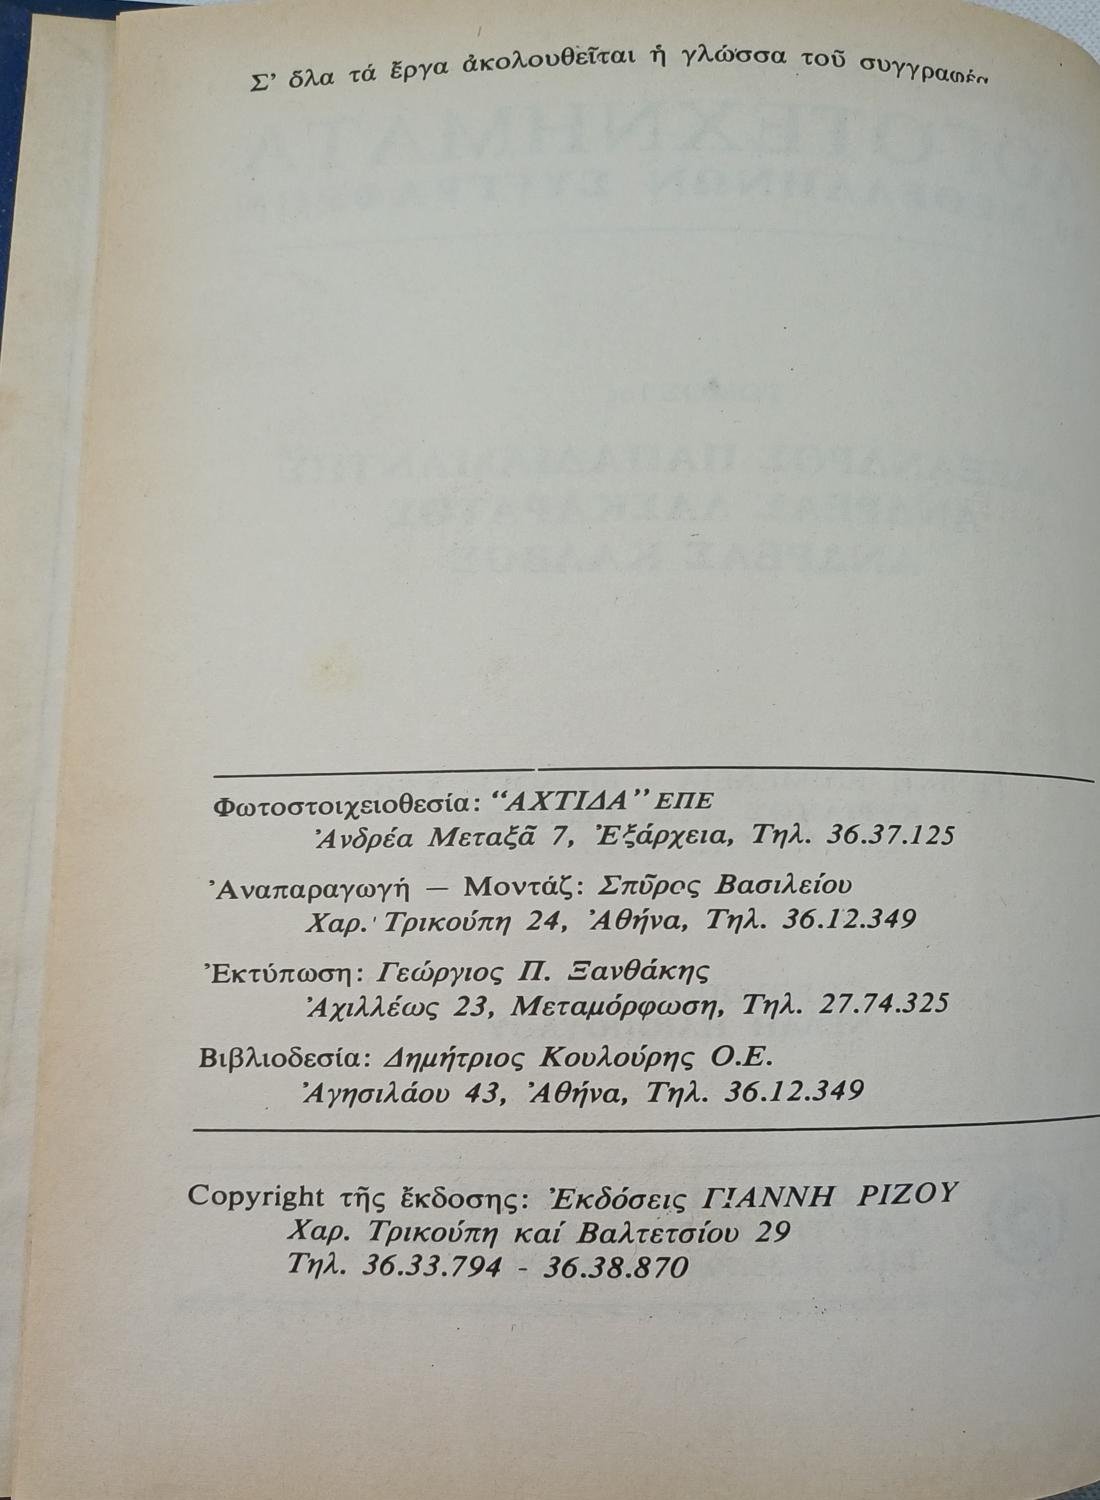 Σ' ὅλα τά ἔργα ἀκολουθεῖται ἡ γλώσσα τοῦ συγγραφέα
Φωτοστοιχειοθεσία: “ΑΧΤΙΔΑ” ΕΠΕ
Ἀνδρέα Μεταξᾶ 7, Ἐξάρχεια, Τηλ. 36.37.125
Ἀναπαραγωγή — Μοντάζ: Σπῦρος Βασιλείου
Χαρ. Τρικούπη 24, Ἀθήνα, Τηλ. 36.12.349
Ἐκτύπωση: Γεώργιος Π. Ξανθάκης
Ἀχιλλέως 23, Μεταμόρφωση, Τηλ. 27.74.325
Βιβλιοδεσία: Δημήτριος Κουλούρης Ο.Ε.
Ἀγησιλάου 43, Ἀθήνα, Τηλ. 36.12.349
Copyright τῆς ἔκδοσης: Ἐκδόσεις ΓΙΑΝΝΗ ΡΙΖΟΥ
Χαρ. Τρικούπη καί Βαλτετσίου 29
Τηλ. 36.33.794 - 36.38.870